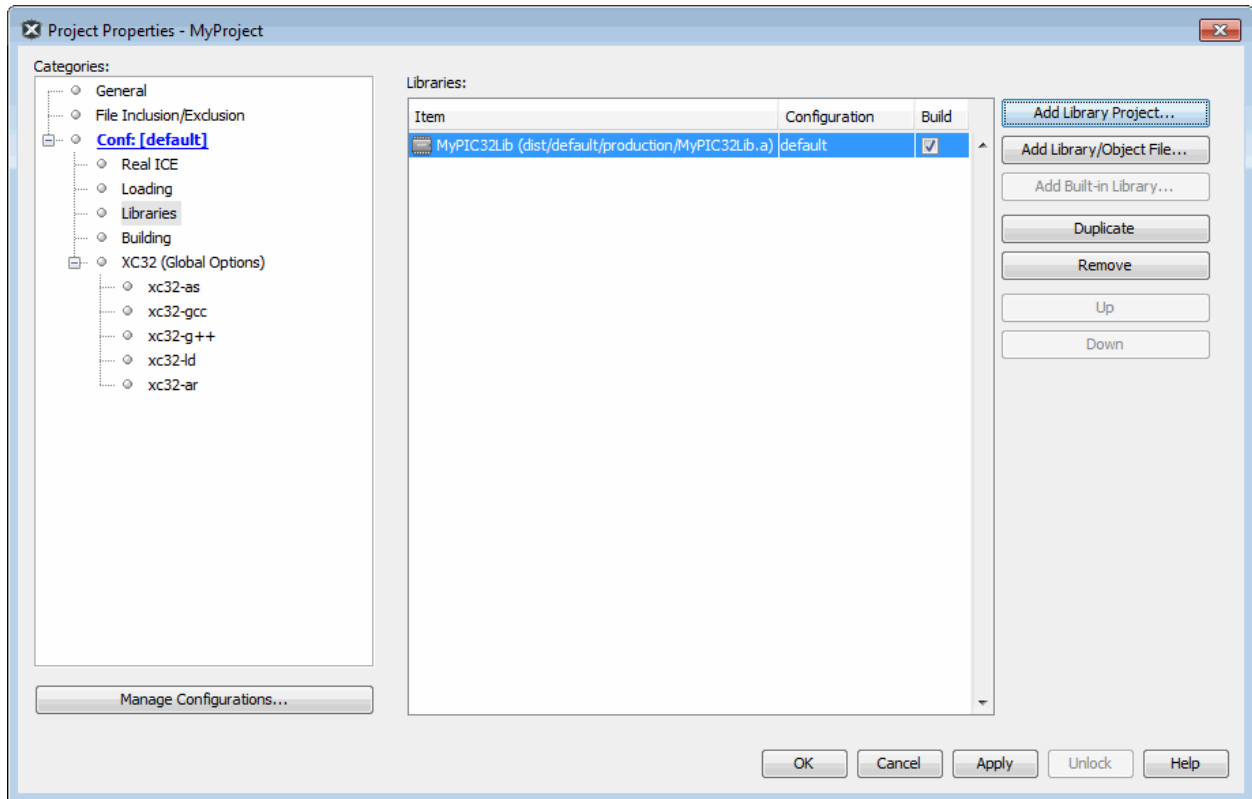 Project Properties - MyProject
Categories:
General
File Inclusion/Exclusion
Conf: [default]
Real ICE
Loading
Libraries
Building
XC32 (Global Options)
xc32-as
xc32-gcc
xc32-g++
xc32-ld
xc32-ar
Manage Configurations...
Libraries:
Item Configuration Build
MyPIC32Lib (dist/default/production/MyPIC32Lib.a) default
Add Library Project...
Add Library/Object File...
Add Built-in Library...
Duplicate
Remove
Up
Down
OK Cancel Apply Unlock Help